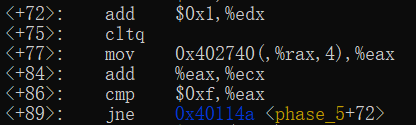 <+72>: add $0x1,%edx
<+75>: cltq
<+77>: mov 0x402740(,%rax,4),%eax
<+84>: add %eax,%ecx
<+86>: cmp $0xf,%eax
<+89>: jne 0x40114a <phase_5+72>